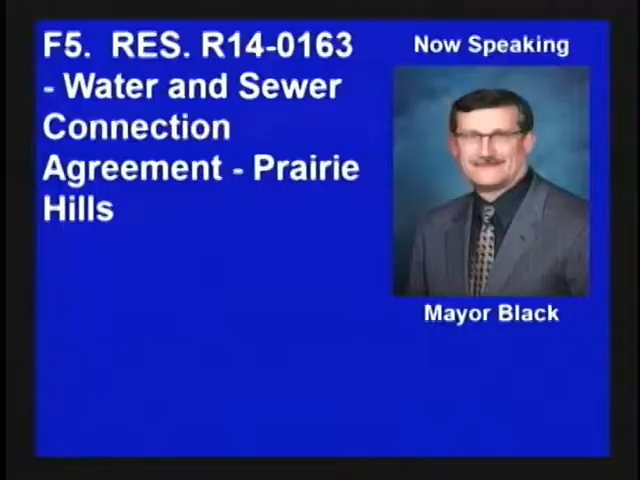 F5.  RES. R14-0163
- Water and Sewer
Connection
Agreement - Prairie
Hills
Now Speaking
Mayor Black